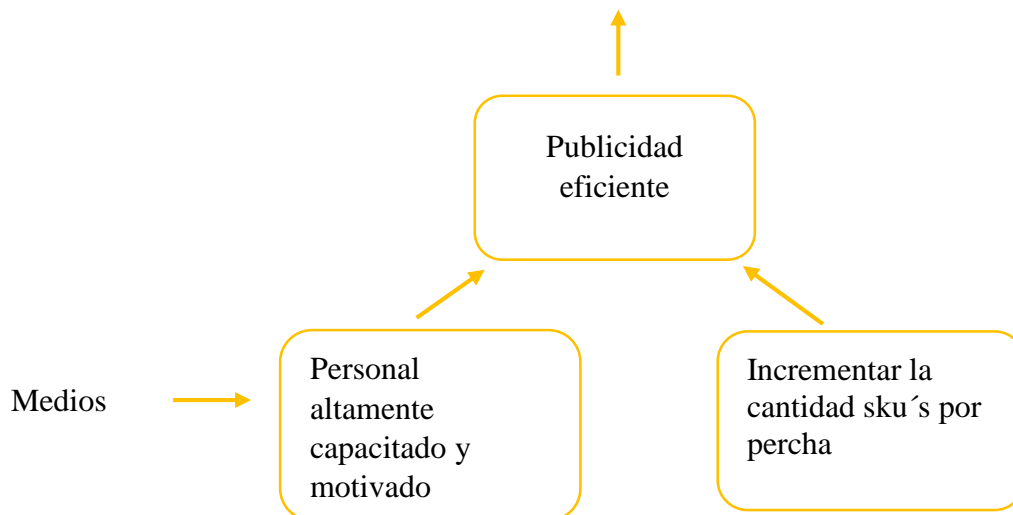 Publicidad
eficiente
Medios
Personal
altamente
capacitado y
motivado
Incrementar la
cantidad sku´s por
percha